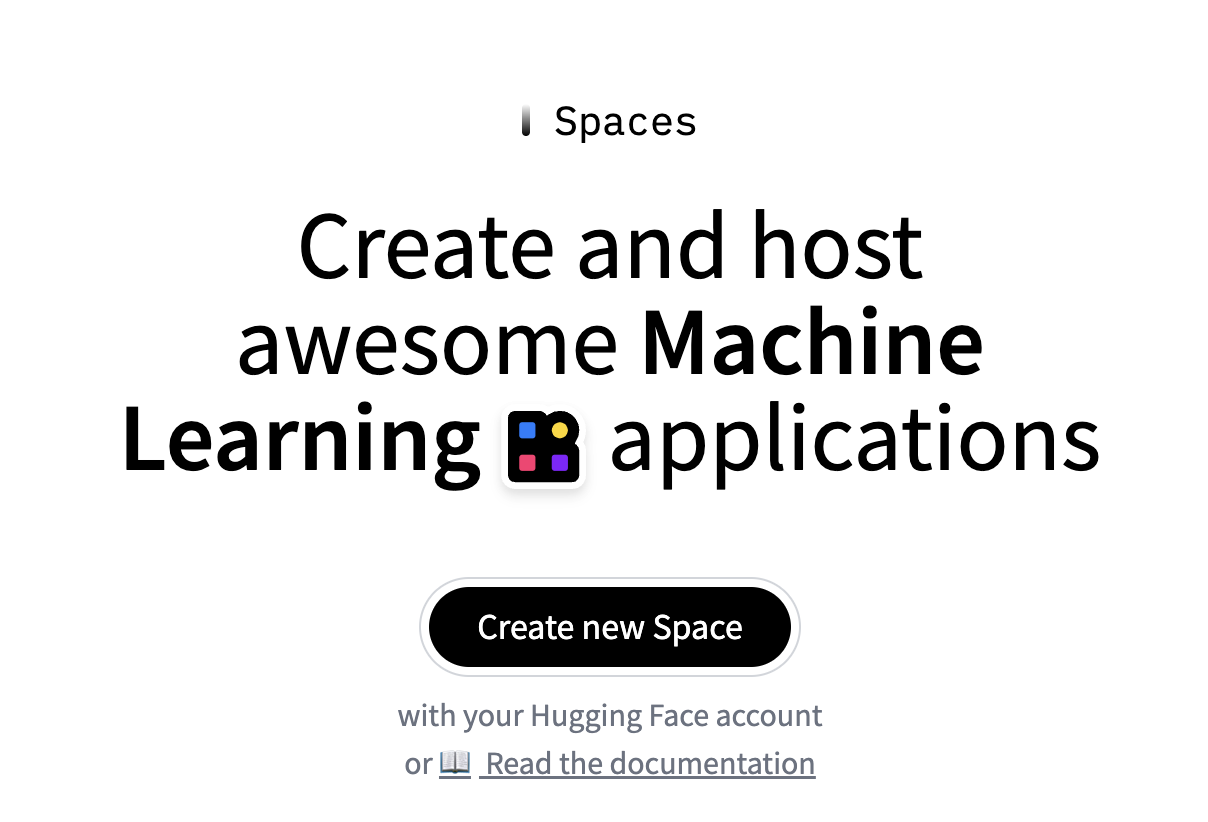 Spaces
Create and host
awesome Machine
Learning applications
Create new Space
with your Hugging Face account
or 📖 Read the documentation